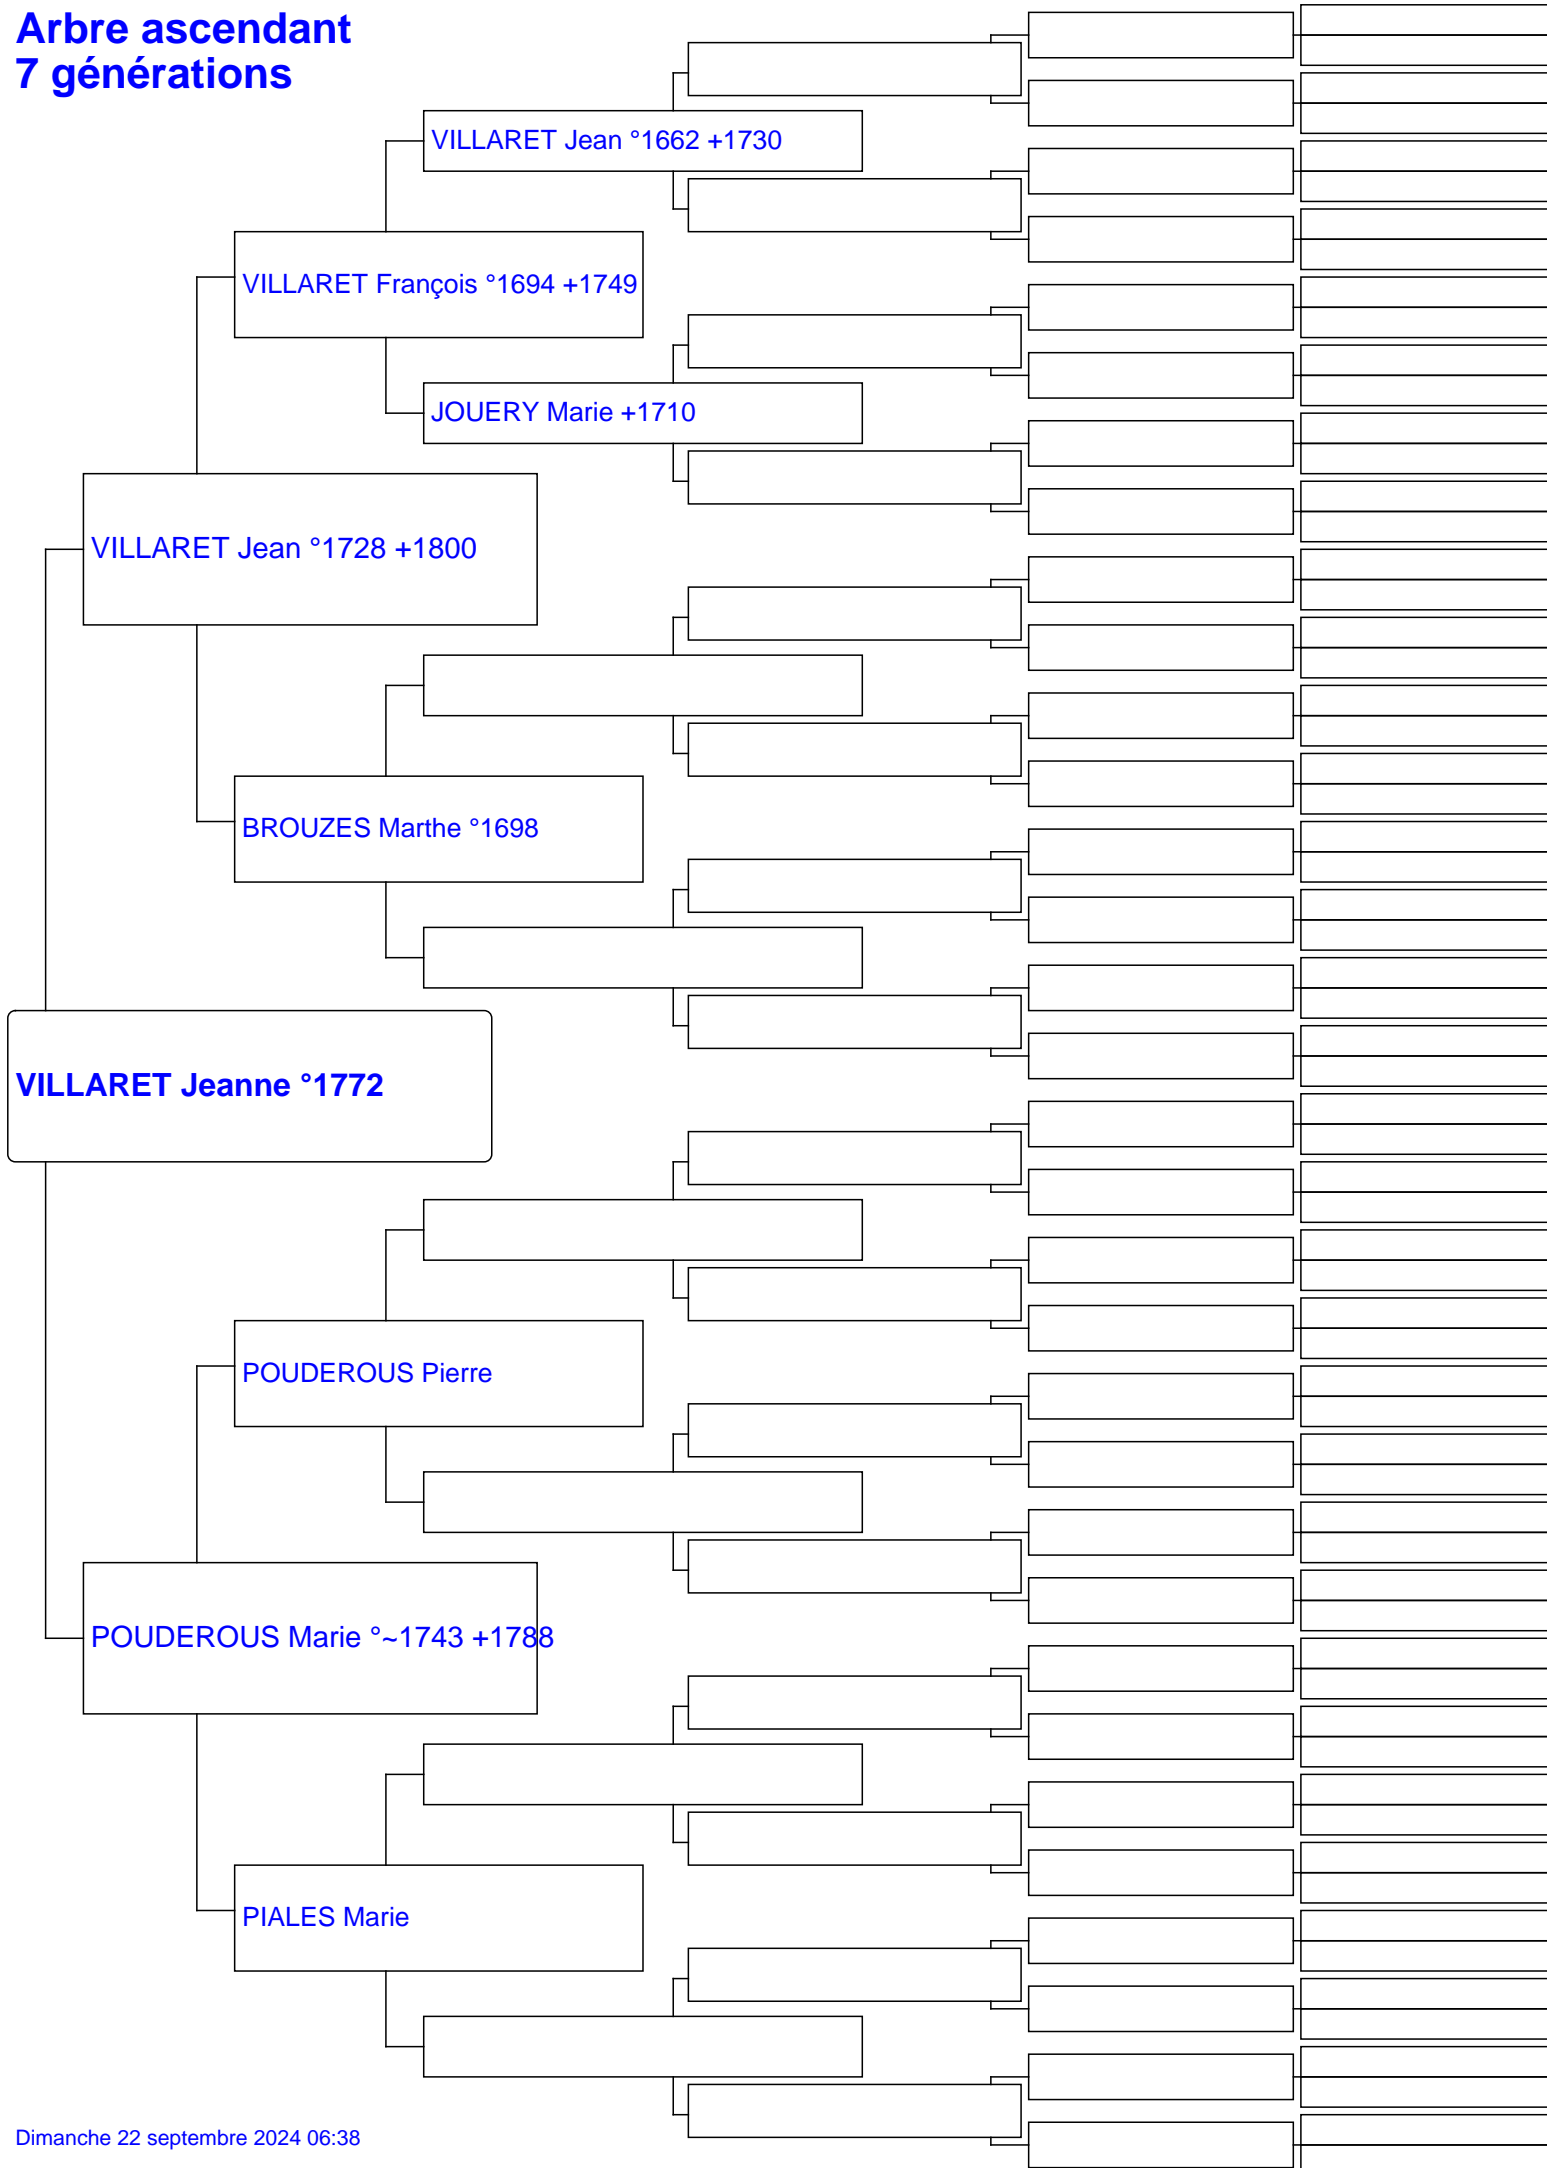 Arbre ascendant
7 générations
VILLARET Jean °1662 +1730
VILLARET François °1694 +1749
JOUERY Marie +1710
VILLARET Jean °1728 +1800
BROUZES Marthe °1698
VILLARET Jeanne °1772
POUDEROUS Pierre
POUDEROUS Marie °~1743 +1788
PIALES Marie
Dimanche 22 septembre 2024 06:38